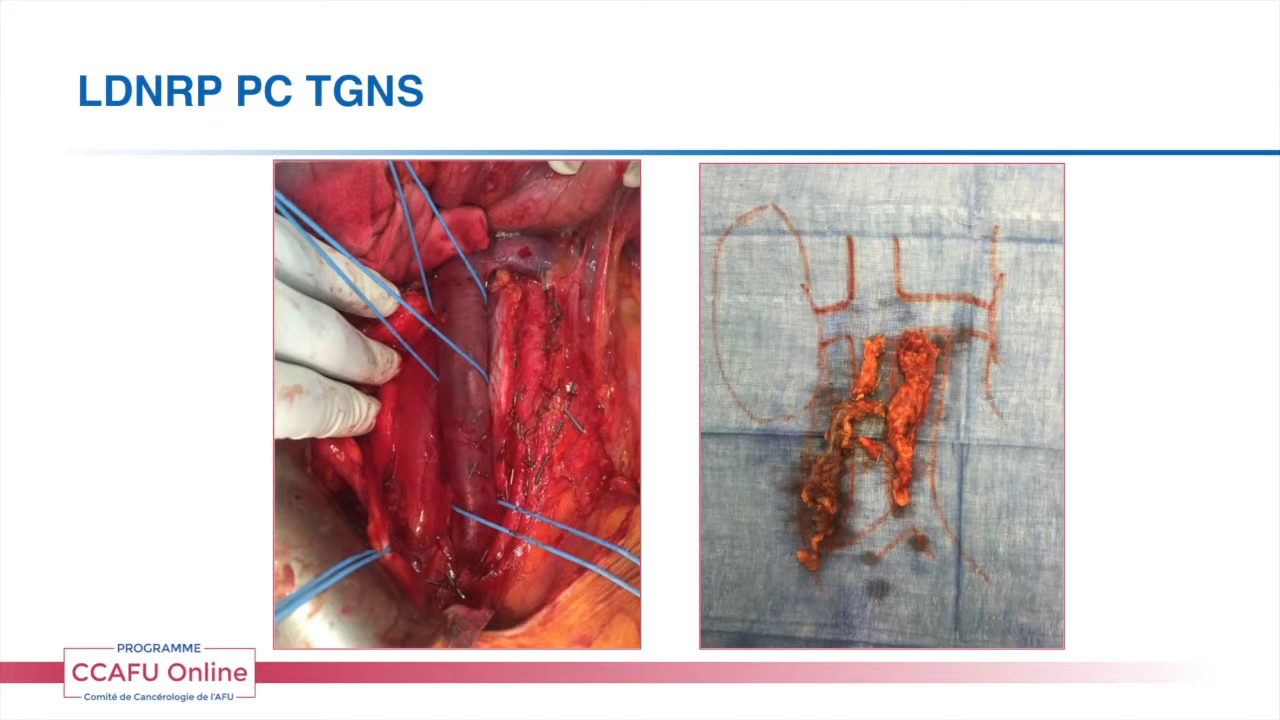 LDNRP PC TGNS
PROGRAMME
CCAFU Online
Comité de Cancérologie de l'AFU